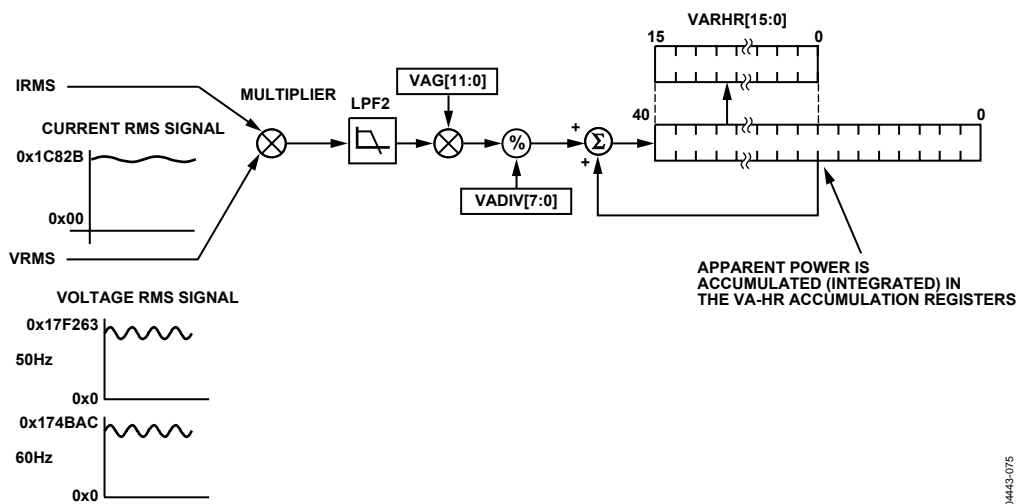 VARHR[15:0]
15 0
IRMS
VAG[11:0]
MULTIPLIER
LPF2
CURRENT RMS SIGNAL
40 0
0x1C82B
%
+
Σ
+
VADIV[7:0]
0x00
VRMS
APPARENT POWER IS
ACCUMULATED (INTEGRATED) IN
THE VA-HR ACCUMULATION REGISTERS
VOLTAGE RMS SIGNAL
0x17F263
50Hz
0x0
0x174BAC
60Hz
0x0
04443-075